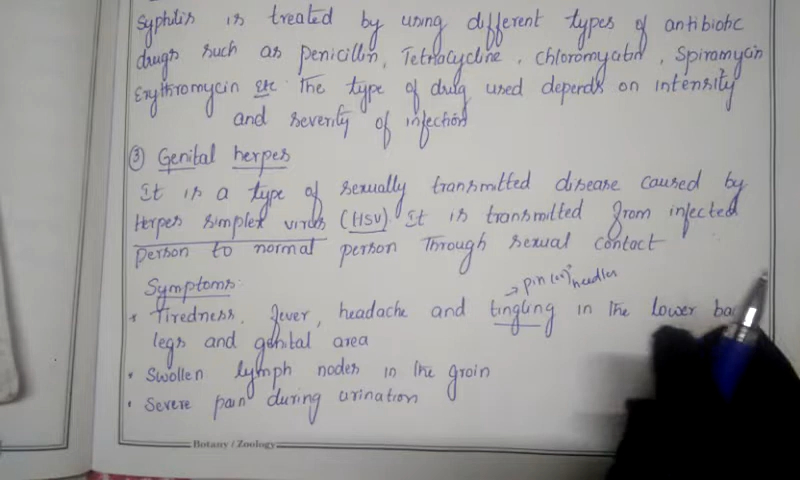 Syphilis is treated by using different types of antibiotic
drugs such as penicillin, Tetracycline, chloromycetin, Spiromycin
Erythromycin etc. The type of drug used depends on intensity
and severity of infection
③ Genital herpes
It is a type of sexually transmitted disease caused by
Herpes simplex virus (HSV). It is transmitted from infected
person to normal person through sexual contact
Symptoms:
→ pin (or) needles
* Tiredness, fever, headache and tingling in the lower ba
legs and genital area
* Swollen lymph nodes in the groin
* Severe pain during urination
Botany / Zoology